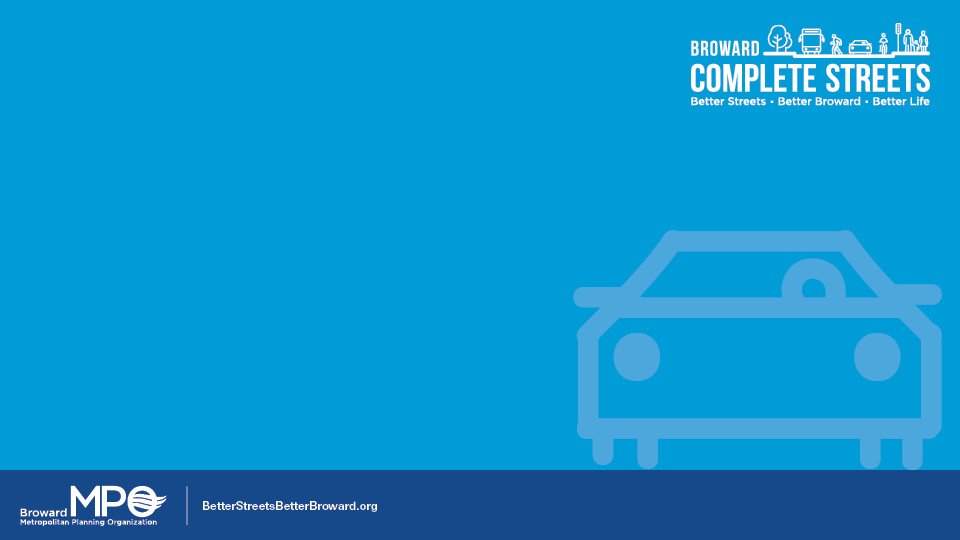 BROWARD
COMPLETE STREETS
Better Streets • Better Broward • Better Life
Broward MPO
Metropolitan Planning Organization
BetterStreetsBetterBroward.org